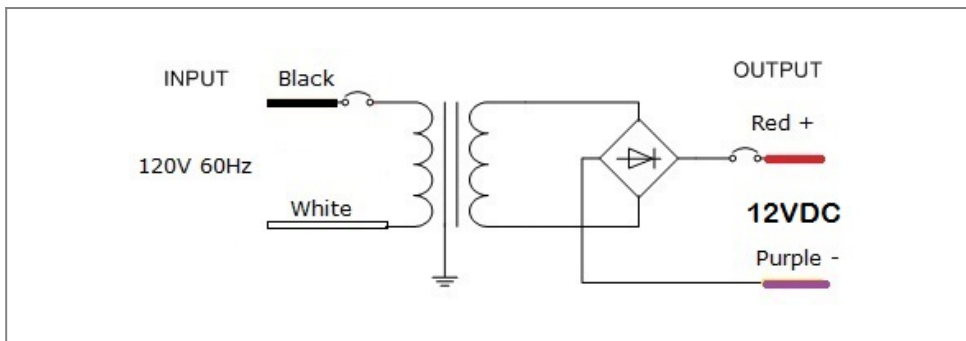 INPUT
Black
OUTPUT
Red +
120V 60Hz
White
12VDC
Purple -